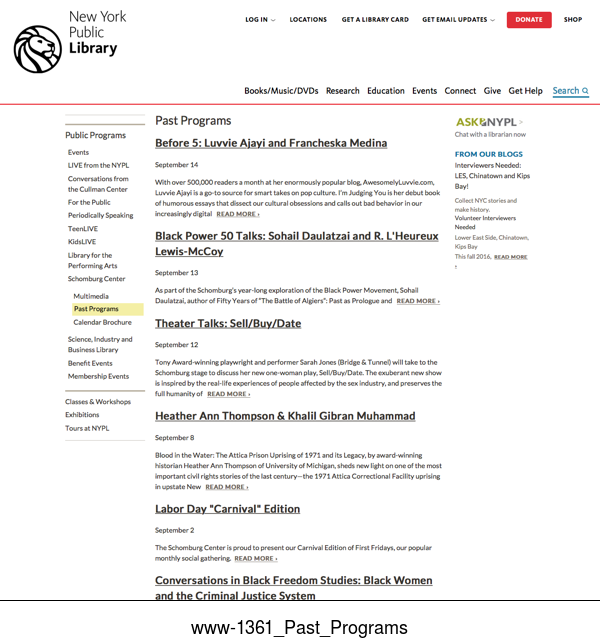 New York
Public
Library
LOG IN
LOCATIONS
GET A LIBRARY CARD
GET EMAIL UPDATES
DONATE
SHOP
Books/Music/DVDs Research Education Events Connect Give Get Help Search
Public Programs
Events
LIVE from the NYPL
Conversations from
the Cullman Center
For the Public
Periodically Speaking
TeenLIVE
KidsLIVE
Library for the
Performing Arts
Schomburg Center
Multimedia
Past Programs
Calendar Brochure
Science, Industry and
Business Library
Benefit Events
Membership Events
Classes & Workshops
Exhibitions
Tours at NYPL
Past Programs
Before 5: Luvvie Ajayi and Francheska Medina
September 14
With over 500,000 readers a month at her enormously popular blog, AwesomelyLuvvie.com,
Luvvie Ajayi is a go-to source for smart takes on pop culture. I'm Judging You is her debut book
of humorous essays that dissect our cultural obsessions and calls out bad behavior in our
increasingly digital READ MORE ›
Black Power 50 Talks: Sohail Daulatzai and R. L'Heureux
Lewis-McCoy
September 13
As part of the Schomburg's year-long exploration of the Black Power Movement, Sohail
Daulatzai, author of Fifty Years of "The Battle of Algiers": Past as Prologue and READ MORE ›
Theater Talks: Sell/Buy/Date
September 12
Tony Award-winning playwright and performer Sarah Jones (Bridge & Tunnel) will take to the
Schomburg stage to discuss her new one-woman play, Sell/Buy/Date. The exuberant new show
is inspired by the real-life experiences of people affected by the sex industry, and preserves the
full humanity of READ MORE ›
Heather Ann Thompson & Khalil Gibran Muhammad
September 8
Blood in the Water: The Attica Prison Uprising of 1971 and its Legacy, by award-winning
historian Heather Ann Thompson of University of Michigan, sheds new light on one of the most
important civil rights stories of the last century—the 1971 Attica Correctional Facility uprising
in upstate New READ MORE ›
Labor Day "Carnival" Edition
September 2
The Schomburg Center is proud to present our Carnival Edition of First Fridays, our popular
monthly social gathering. READ MORE ›
Conversations in Black Freedom Studies: Black Women
and the Criminal Justice System
ASK NYPL >
Chat with a librarian now
FROM OUR BLOGS
Interviewers Needed:
LES, Chinatown and Kips
Bay!
Collect NYC stories and
make history.
Volunteer Interviewers
Needed
Lower East Side, Chinatown,
Kips Bay
This fall 2016, READ MORE
›
www-1361_Past_Programs